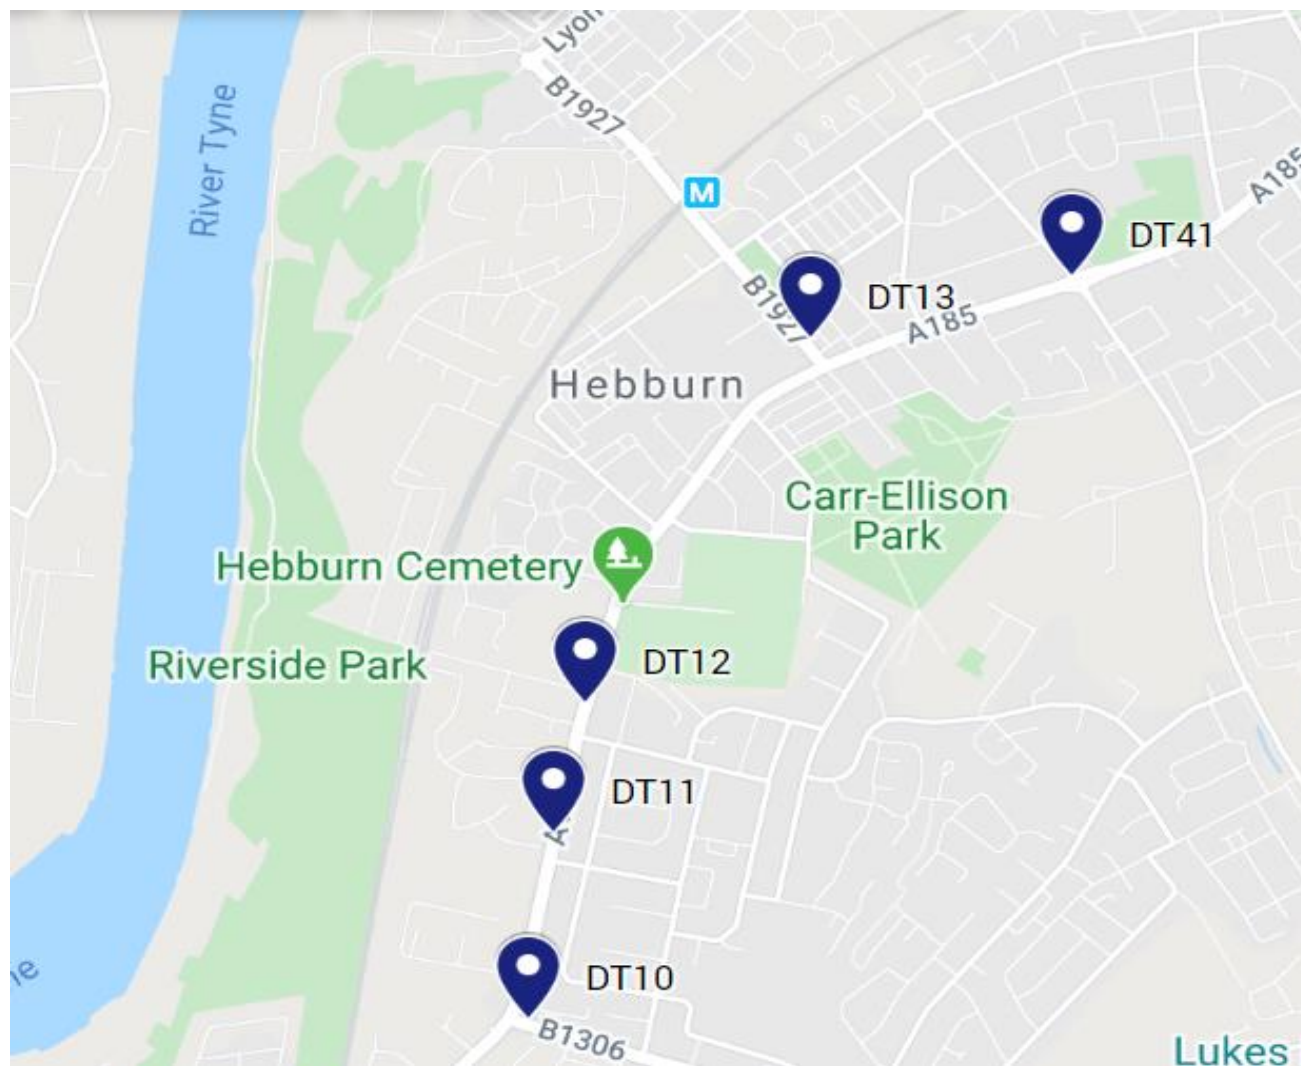 Lyon
B1927
River Tyne
M
A185
DT41
B1927
DT13
A185
Hebburn
Carr-Ellison
Park
Hebburn Cemetery
Riverside Park
DT12
DT11
A
DT10
B1306
ne
Lukes